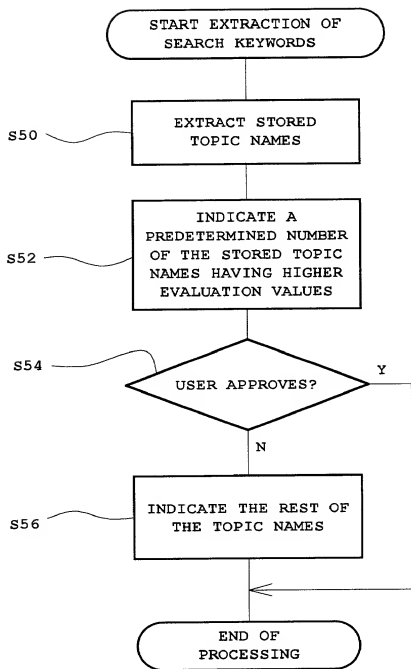 START EXTRACTION OF
SEARCH KEYWORDS
S50
EXTRACT STORED
TOPIC NAMES
S52
INDICATE A
PREDETERMINED NUMBER
OF THE STORED TOPIC
NAMES HAVING HIGHER
EVALUATION VALUES
S54
USER APPROVES?
Y
N
S56
INDICATE THE REST OF
THE TOPIC NAMES
END OF
PROCESSING